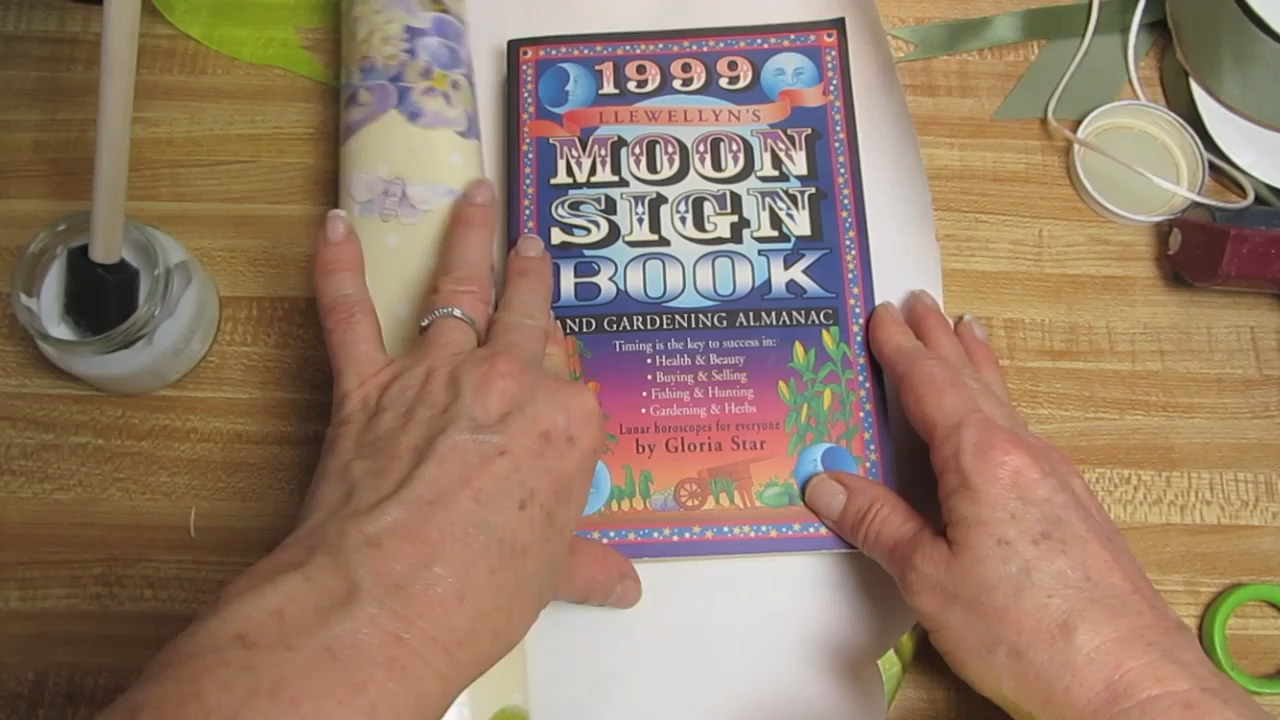 1999
LLEWELLYN'S
MOON
SIGN
BOOK
AND GARDENING ALMANAC
Timing is the key to success in:
• Health & Beauty
• Buying & Selling
• Fishing & Hunting
• Gardening & Herbs
Lunar horoscopes for everyone
by Gloria Star